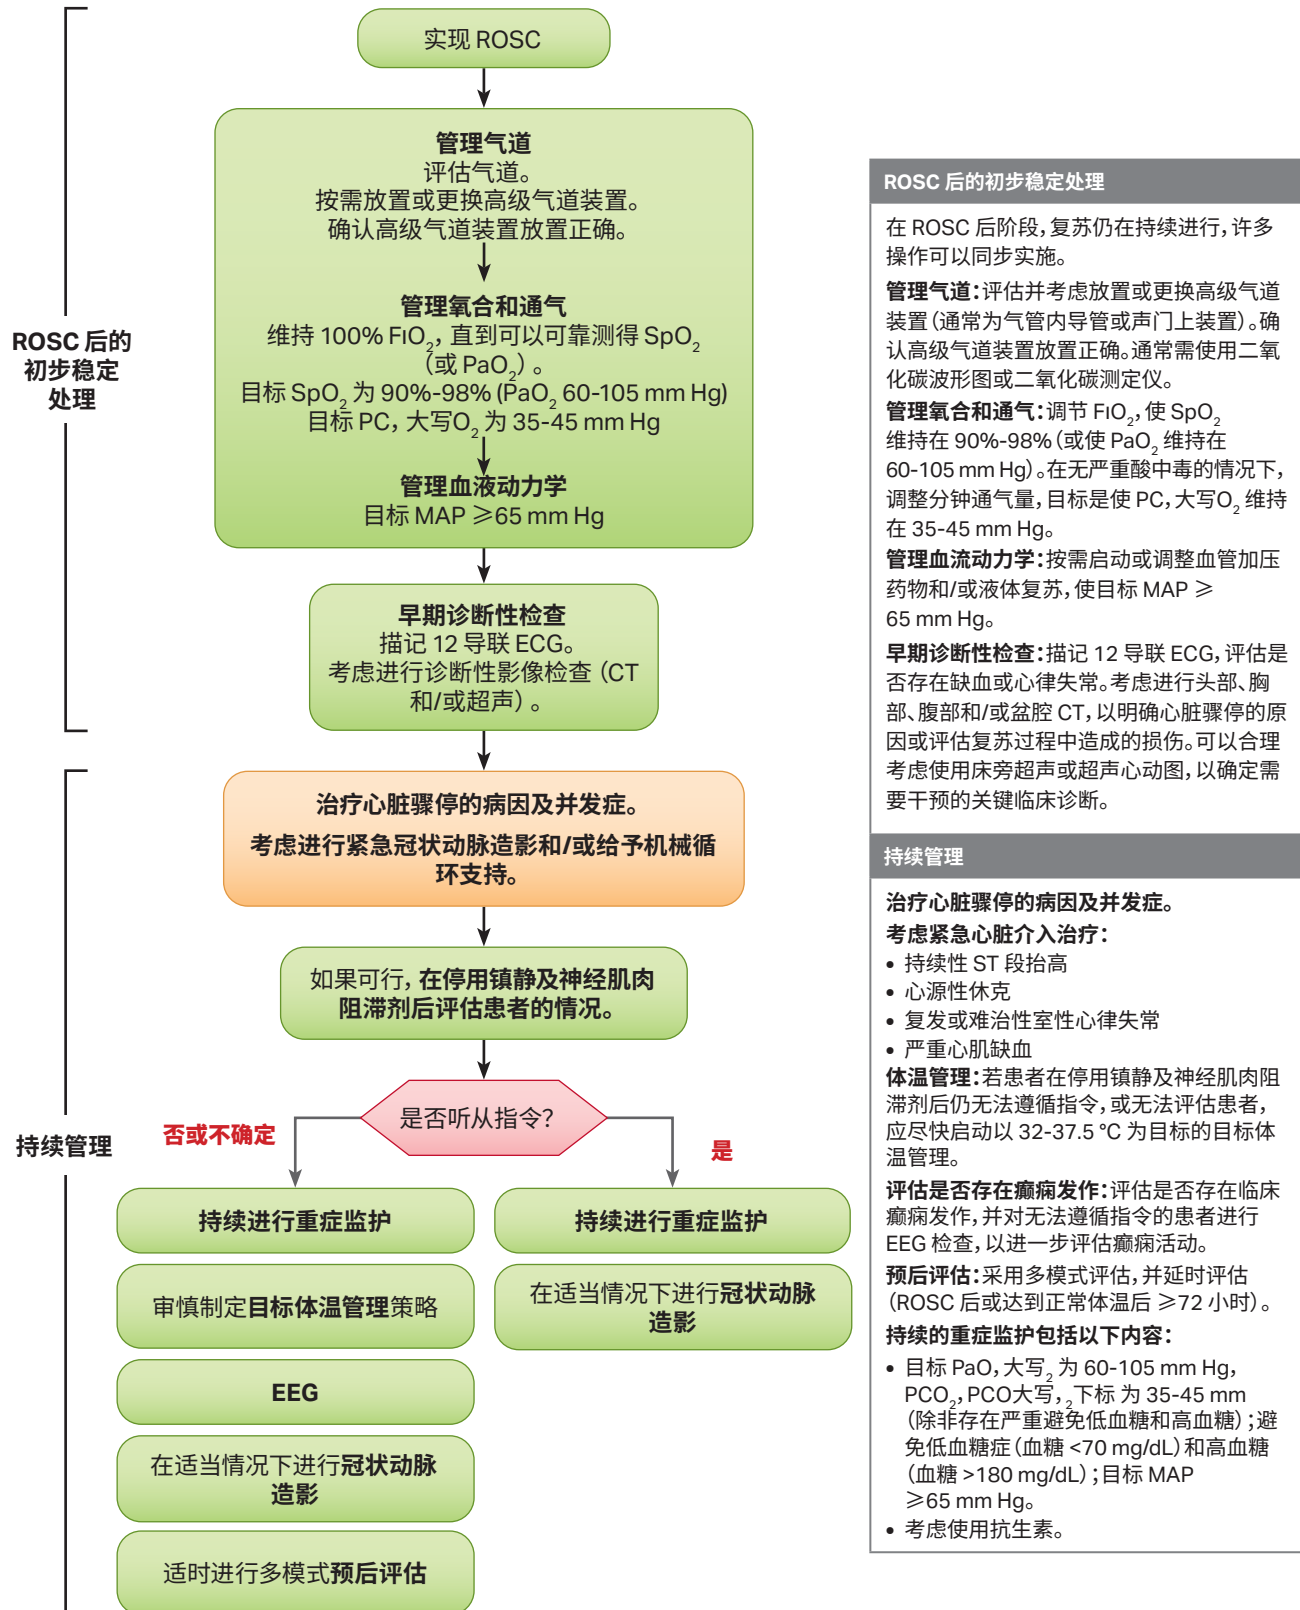 实现 ROSC
管理气道
评估气道。
按需放置或更换高级气道装置。
确认高级气道装置放置正确。
管理氧合和通气
维持 100% FIO₂，直到可以可靠测得 SpO₂
（或 PaO₂）。
目标 SpO₂ 为 90%-98% (PaO₂ 60-105 mm Hg)
目标 PC，大写O₂ 为 35-45 mm Hg
管理血液动力学
目标 MAP ≥65 mm Hg
ROSC 后的
初步稳定
处理
早期诊断性检查
描记 12 导联 ECG。
考虑进行诊断性影像检查（CT
和/或超声）。
治疗心脏骤停的病因及并发症。
考虑进行紧急冠状动脉造影和/或给予机械循
环支持。
如果可行，在停用镇静及神经肌肉
阻滞剂后评估患者的情况。
是否听从指令？
否或不确定
是
持续管理
持续进行重症监护
审慎制定目标体温管理策略
EEG
在适当情况下进行冠状动脉
造影
适时进行多模式预后评估
持续进行重症监护
在适当情况下进行冠状动脉
造影
ROSC 后的初步稳定处理
在 ROSC 后阶段，复苏仍在持续进行，许多
操作可以同步实施。
管理气道：评估并考虑放置或更换高级气道
装置（通常为气管内导管或声门上装置）。确
认高级气道装置放置正确。通常需使用二氧
化碳波形图或二氧化碳测定仪。
管理氧合和通气：调节 FIO₂，使 SpO₂
维持在 90%-98%（或使 PaO₂ 维持在
60-105 mm Hg）。在无严重酸中毒的情况下，
调整分钟通气量，目标是使 PC，大写O₂ 维持
在 35-45 mm Hg。
管理血流动力学：按需启动或调整血管加压
药物和/或液体复苏，使目标 MAP ≥
65 mm Hg。
早期诊断性检查：描记 12 导联 ECG，评估是
否存在缺血或心律失常。考虑进行头部、胸
部、腹部和/或盆腔 CT，以明确心脏骤停的原
因或评估复苏过程中造成的损伤。可以合理
考虑使用床旁超声或超声心动图，以确定需
要干预的关键临床诊断。
持续管理
治疗心脏骤停的病因及并发症。
考虑紧急心脏介入治疗：
• 持续性 ST 段抬高
• 心源性休克
• 复发或难治性室性心律失常
• 严重心肌缺血
体温管理：若患者在停用镇静及神经肌肉阻
滞剂后仍无法遵循指令，或无法评估患者，
应尽快启动以 32-37.5 °C 为目标的目标体
温管理。
评估是否存在癫痫发作：评估是否存在临床
癫痫发作，并对无法遵循指令的患者进行
EEG 检查，以进一步评估癫痫活动。
预后评估：采用多模式评估，并延时评估
（ROSC 后或达到正常体温后 ≥72 小时）。
持续的重症监护包括以下内容：
• 目标 PaO，大写₂ 为 60-105 mm Hg，
PCO₂，PCO大写，₂下标 为 35-45 mm
（除非存在严重避免低血糖和高血糖）；避
免低血糖症（血糖 <70 mg/dL）和高血糖
（血糖 >180 mg/dL）；目标 MAP
≥65 mm Hg。
• 考虑使用抗生素。